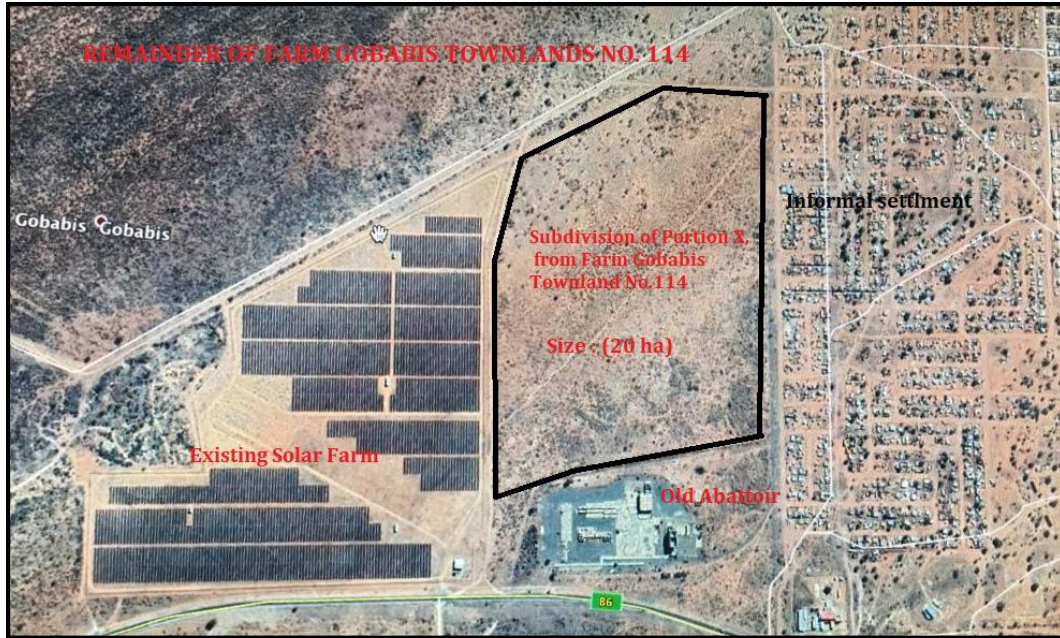 REMAINDER OF FARM GOBABIS TOWNLANDS NO. 114
Gobabis
Gobabis
Informal settlment
Subdivision of Portion X,
from Farm Gobabis
Townland No.114
Size : (20 ha)
Existing Solar Farm
Old Abattoir
B6